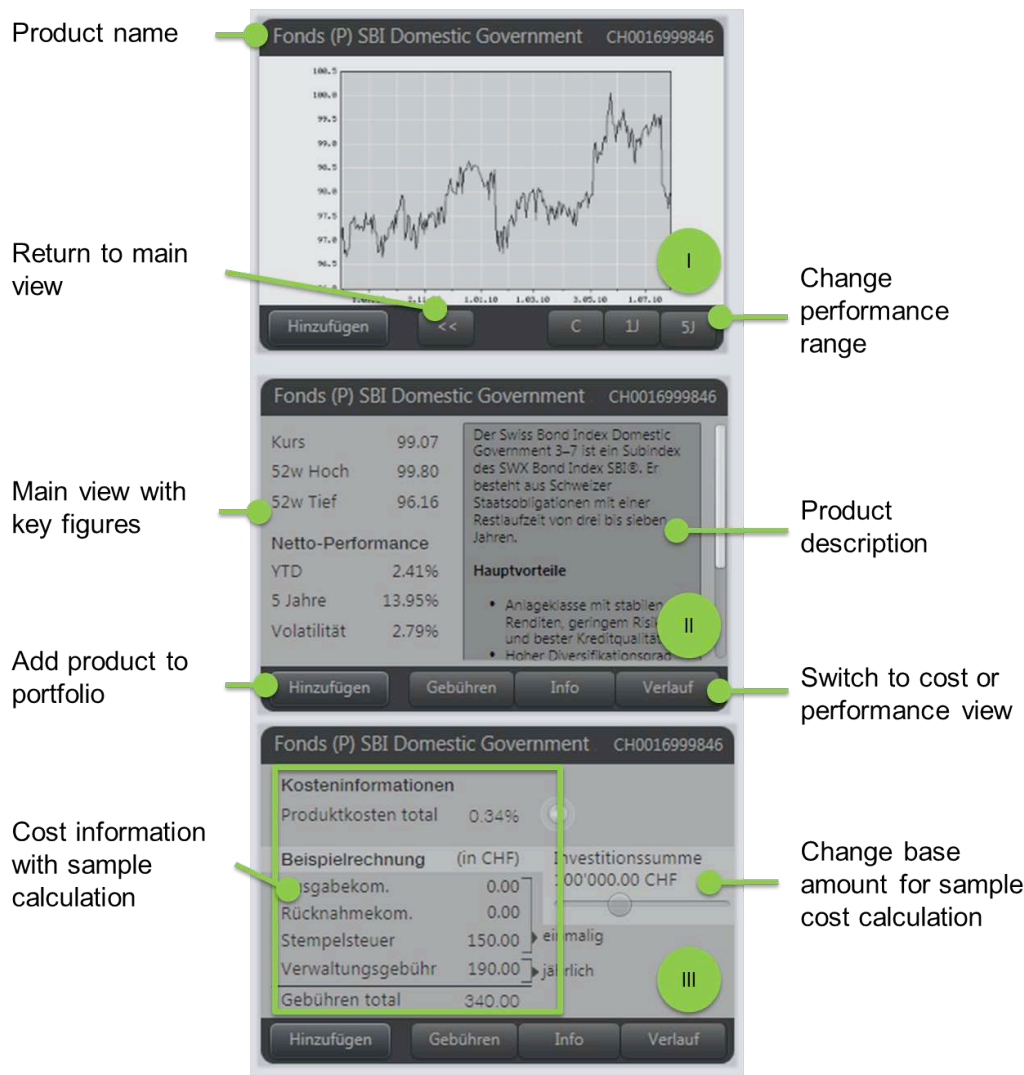 Product name
Fonds (P) SBI Domestic Government CH0016999846
100.5
100.0
99.5
99.0
98.5
98.0
97.5
97.0
96.5
1.01.10 1.03.10 3.05.10 1.07.10
I
Return to main
view
Change
performance
range
Hinzufügen << C 1J 5J
Fonds (P) SBI Domestic Government CH0016999846
Kurs 99.07
52w Hoch 99.80
52w Tief 96.16
Netto-Performance
YTD 2.41%
5 Jahre 13.95%
Volatilität 2.79%
Der Swiss Bond Index Domestic
Government 3–7 ist ein Subindex
des SWX Bond Index SBI®. Er
besteht aus Schweizer
Staatsobligationen mit einer
Restlaufzeit von drei bis sieben
Jahren.
Hauptvorteile
• Anlageklasse mit stabilen
Renditen, geringem
und bester Kreditqualität
• Hoher Diversifikationsgrad
II
Main view with
key figures
Product
description
Add product to
portfolio
Hinzufügen Gebühren Info Verlauf
Switch to cost or
performance view
Fonds (P) SBI Domestic Government CH0016999846
Kosteninformationen
Produktkosten total 0.34%
Beispielrechnung (in CHF)
0.00
Rücknahmekom. 0.00
Stempelsteuer 150.00
Verwaltungsgebühr 190.00
Gebühren total 340.00
Investitionssumme
100'000.00 CHF
einmalig
jährlich
III
Cost information
with sample
calculation
Change base
amount for sample
cost calculation
Hinzufügen Gebühren Info Verlauf